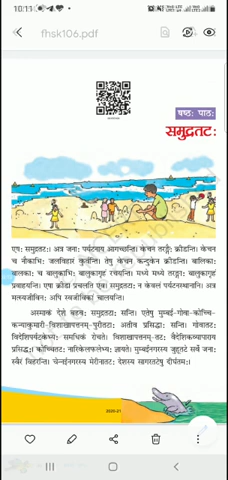 10:11
fhsk106.pdf
षष्ठः पाठः
समुद्रतटः
एषः समुद्रतटः। अत्र जनाः पर्यटनाय आगच्छन्ति। केचन तरङ्गैः क्रीडन्ति। केचन
च नौकाभिः जलविहारं कुर्वन्ति। तेषु केचन कन्दुकेन क्रीडन्ति। बालिकाः
बालकाः च बालुकाभिः बालुकागृहं रचयन्ति। मध्ये मध्ये तरङ्गाः बालुकागृहं
प्रवाहयन्ति। एषा क्रीडा प्रचलति एव। समुद्रतटाः न केवलं पर्यटनस्थानानि। अत्र
मत्स्यजीविनः अपि स्वजीविकां चालयन्ति।
अस्माकं देशे बहवः समुद्रतटाः सन्ति। एतेषु मुम्बई-गोवा-कोच्चि-
कन्याकुमारी-विशाखापत्तनम्-पुरीतटाः अतीव प्रसिद्धाः सन्ति। गोवातटः
विदेशिपर्यटकेभ्यः समधिकं रोचते। विशाखापत्तनम्-तटः वैदेशिकव्यापाराय
प्रसिद्धः। कोच्चितटः नारिकेलफलेभ्यः ज्ञायते। मुम्बईनगरस्य जुहूतटे सर्वे जनाः
स्वैरं विहरन्ति। चेन्नईनगरस्य मेरीनातटः देशस्य सागरतटेषु दीर्घतमः।
2020-21